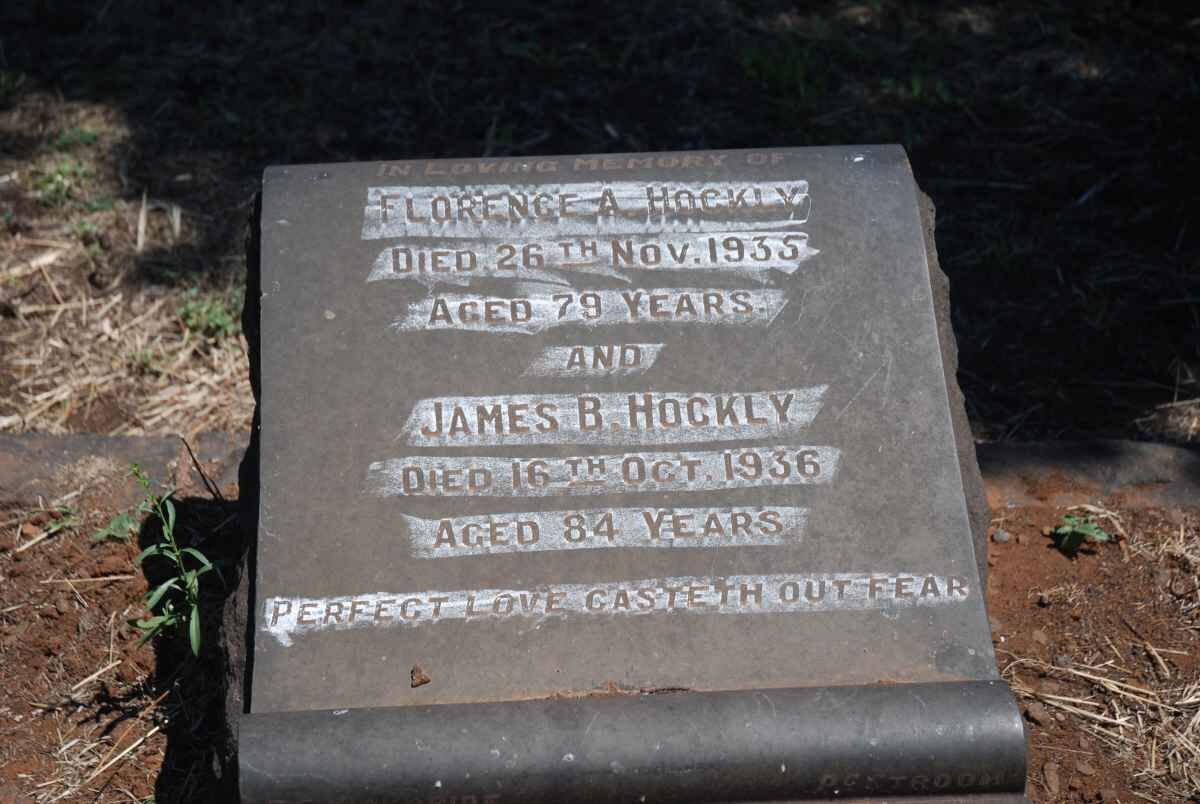 IN LOVING MEMORY OF
FLORENCE A. HOCKLY
DIED 26TH NOV. 1935
AGED 79 YEARS.
AND
JAMES B. HOCKLY
DIED 16TH OCT. 1936
AGED 84 YEARS
PERFECT LOVE CASTETH OUT FEAR